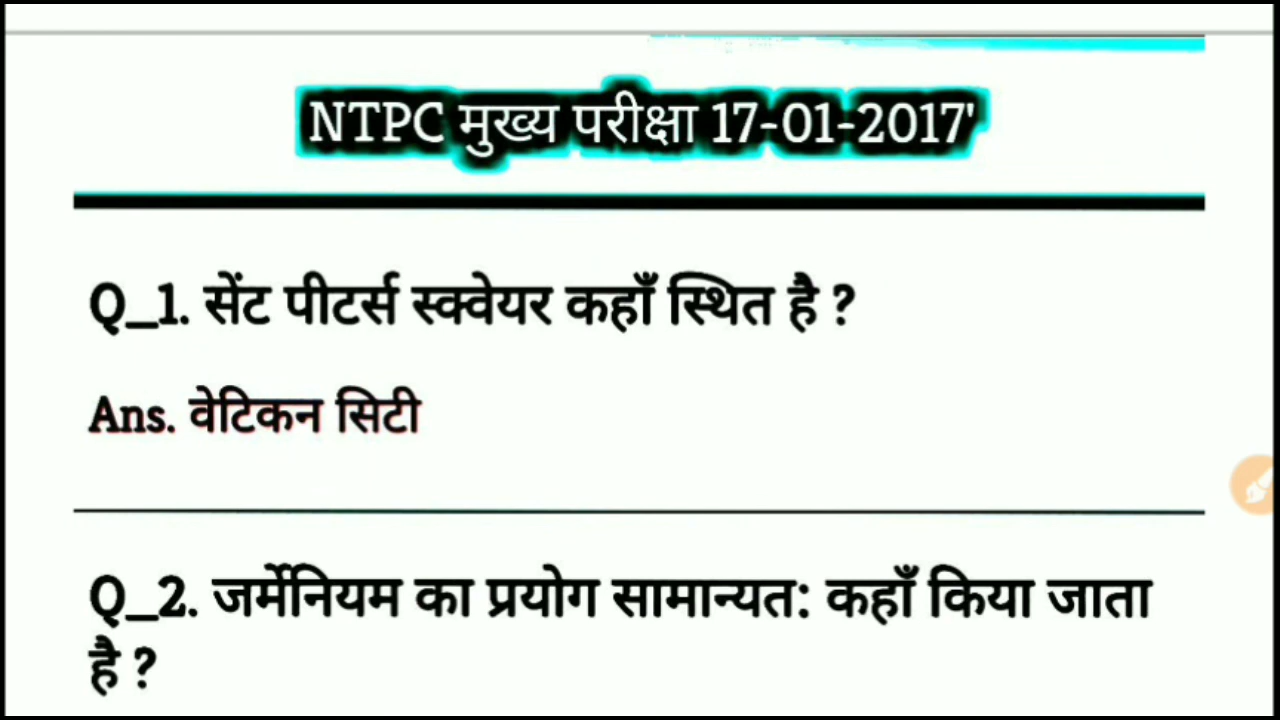 NTPC मुख्य परीक्षा 17-01-2017'
Q_1. सेंट पीटर्स स्क्वेयर कहाँ स्थित है ?
Ans. वेटिकन सिटी
Q_2. जर्मेनियम का प्रयोग सामान्यत: कहाँ किया जाता
है ?